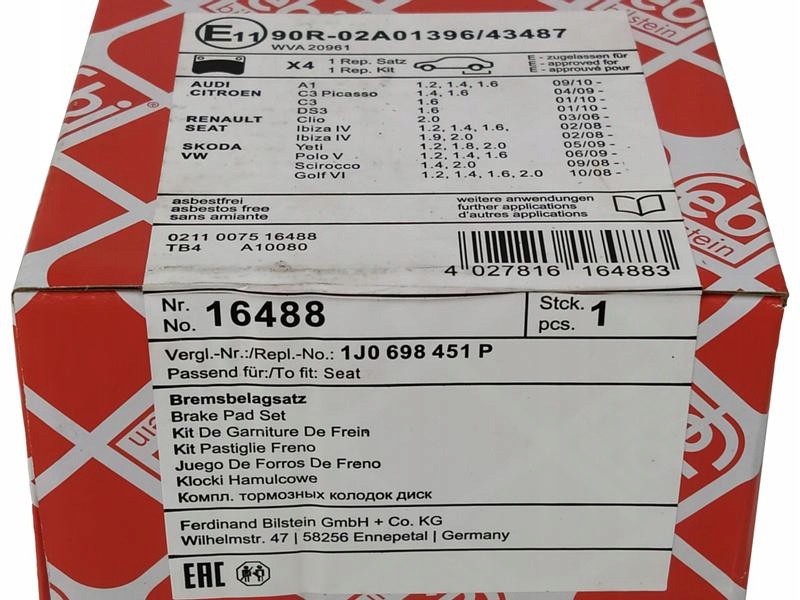 E11 90R-02A01396/43487
WVA 20961
X4 1 Rep. Satz
1 Rep. Kit
E - zugelassen für
E - approved for
E - approuvé pour
AUDI A1 1.2, 1.4, 1.6 09/10 -
CITROEN C3 Picasso 1.4, 1.6 04/09 -
C3 1.6 01/10 -
DS3 1.6 01/10 -
RENAULT Clio 2.0 03/06 -
SEAT Ibiza IV 1.2, 1.4, 1.6, 02/08 -
Ibiza IV 1.9, 2.0 02/08 -
SKODA Yeti 1.2, 1.8, 2.0 05/09 -
VW Polo V 1.2, 1.4, 1.6 06/09 -
Scirocco 1.4, 2.0 09/08 -
Golf VI 1.2, 1.4, 1.6, 2.0 10/08 -
asbestfrei
asbestos free
sans amiante
weitere anwendungen
further applications
d'autres applications
0211 0075 16488
TB4 A10080
4 027816 164883
Nr.
No. 16488
Stck.
pcs. 1
Vergl.-Nr.:/Repl.-No.: 1J0 698 451 P
Passend für:/To fit: Seat
Bremsbelagsatz
Brake Pad Set
Kit De Garniture De Frein
Kit Pastiglie Freno
Juego De Forros De Freno
Klocki Hamulcowe
Компл. тормозных колодок диск
Ferdinand Bilstein GmbH + Co. KG
Wilhelmstr. 47 | 58256 Ennepetal | Germany
EAC
febi
bilstein